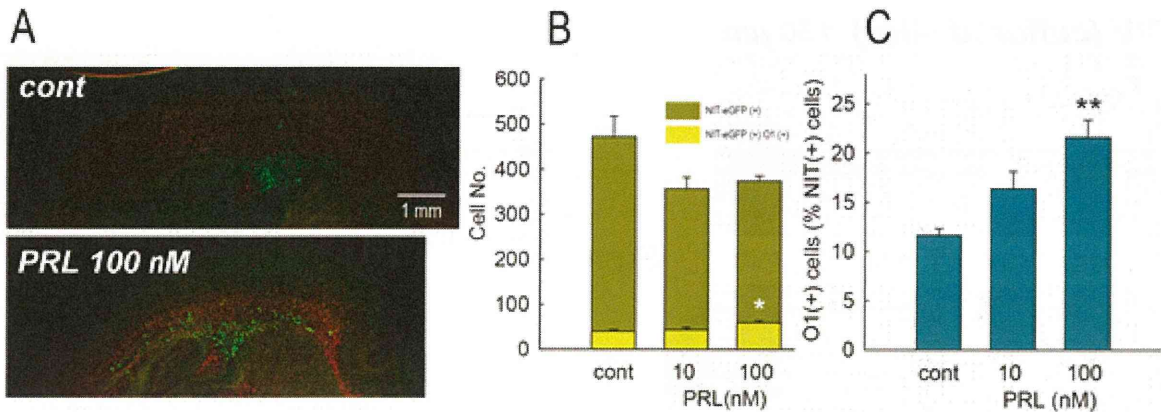 A
cont
1 mm
PRL 100 nM
B
Cell No.
600
500
400
300
200
100
0
NIT-eGFP (+)
NIT-eGFP (+) O1 (+)
*
cont
10
100
PRL(nM)
C
O1(+) cells (% NIT(+) cells)
25
20
15
10
5
0
**
cont
10
100
PRL (nM)